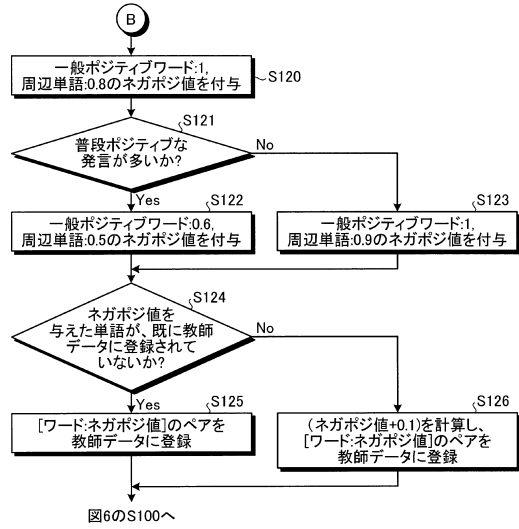 B
一般ポジティブワード:1,
周辺単語:0.8のネガポジ値を付与
S120
普段ポジティブな
発言が多いか?
S121
No
Yes
S122
一般ポジティブワード:0.6,
周辺単語:0.5のネガポジ値を付与
S123
一般ポジティブワード:1,
周辺単語:0.9のネガポジ値を付与
S124
ネガポジ値を
与えた単語が、既に教師
データに登録されて
いないか?
No
Yes
S125
[ワード:ネガポジ値]のペアを
教師データに登録
S126
(ネガポジ値+0.1)を計算し、
[ワード:ネガポジ値]のペアを
教師データに登録
図6のS100へ